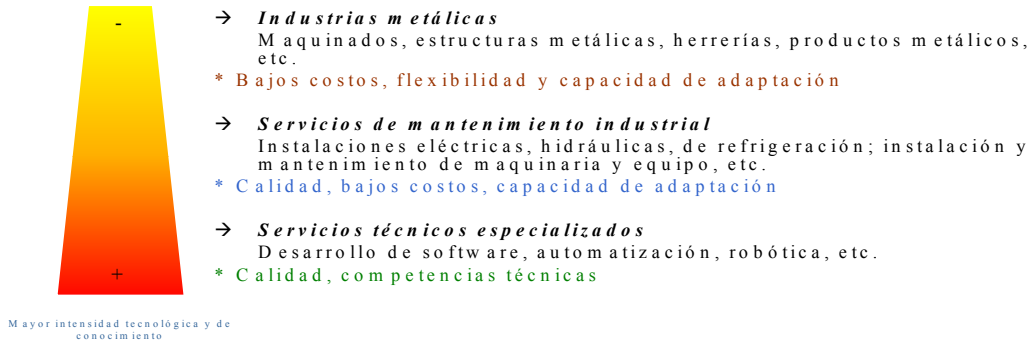 -
→ Industrias metálicas
Maquinados, estructuras metálicas, herrerías, productos metálicos,
etc.
* Bajos costos, flexibilidad y capacidad de adaptación
→ Servicios de mantenimiento industrial
Instalaciones eléctricas, hidráulicas, de refrigeración; instalación y
mantenimiento de maquinaria y equipo, etc.
* Calidad, bajos costos, capacidad de adaptación
→ Servicios técnicos especializados
Desarrollo de software, automatización, robótica, etc.
+
* Calidad, competencias técnicas
Mayor intensidad tecnológica y de
conocimiento